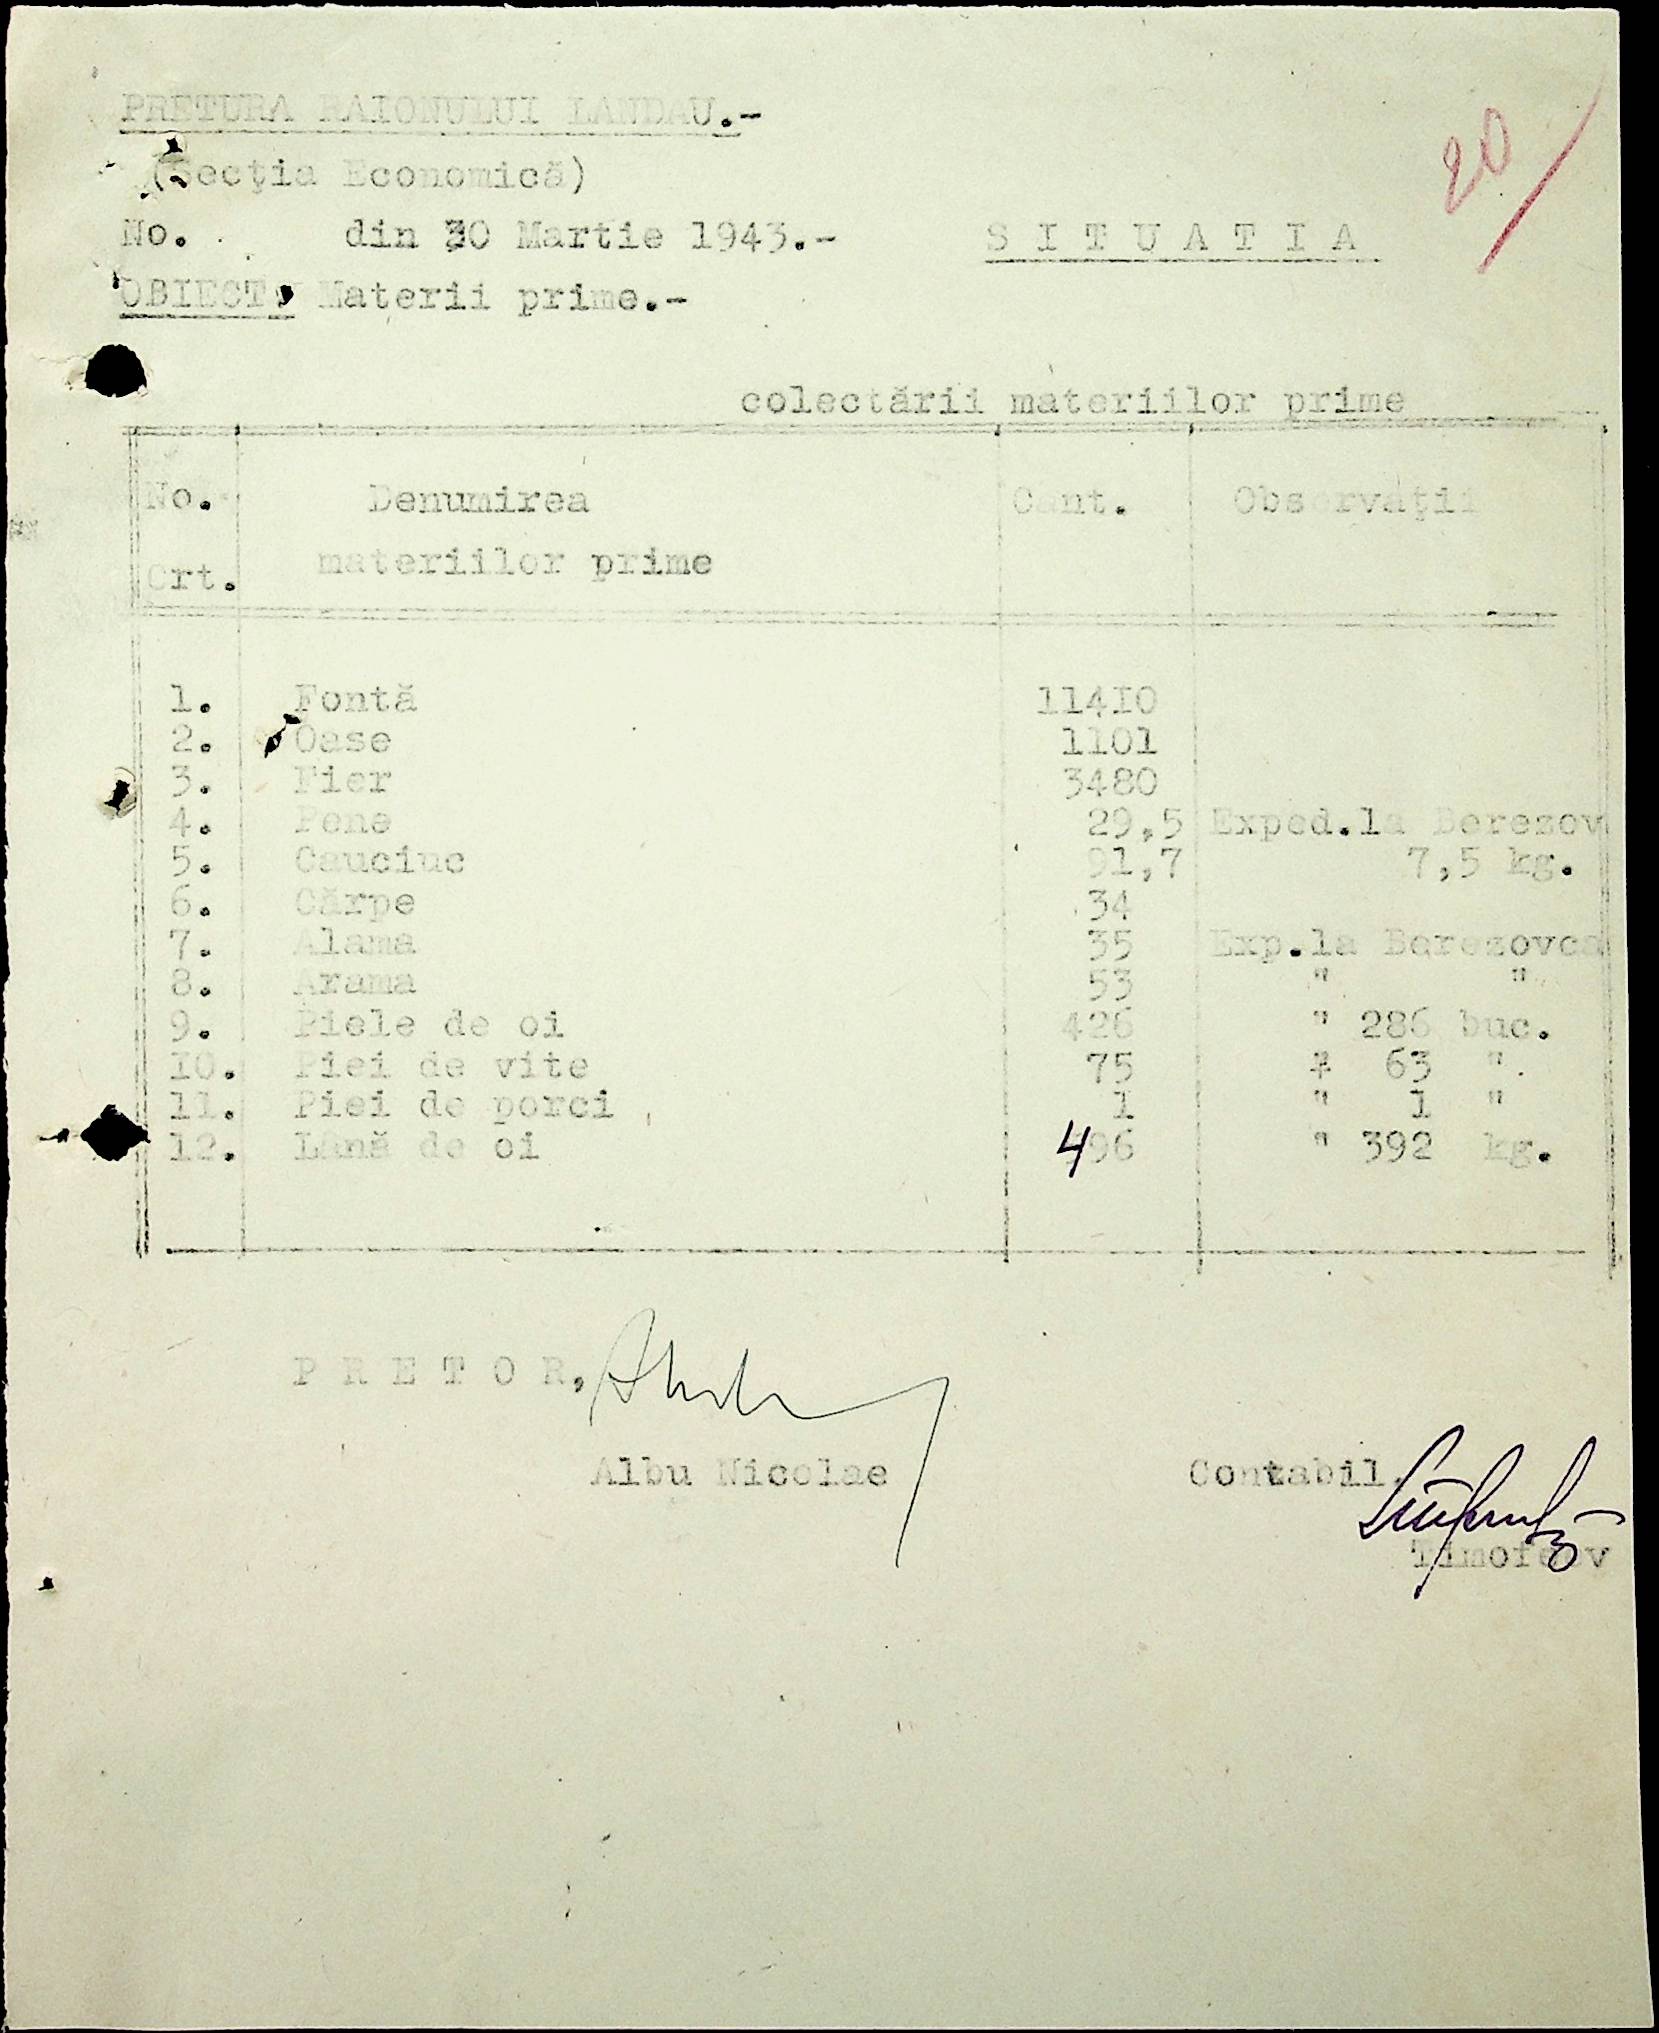 20
PRETURA RAIONULUI LANDAU.-
(Secţia Economică)
No. din 30 Martie 1943.-
S I T U A T I A
OBIECT: Materii prime.-
colectării materiilor prime
No. Crt. Denumirea materiilor prime Cant. Observaţii
1. Fontă 11410
2. Oase 1101
3. Fier 3480
4. Pene 29,5 Exped.la Berezov
5. Cauciuc 91,7 7,5 kg.
6. Cârpe 34
7. Alama 35 Exp.la Berezovca
8. Arama 53 " "
9. Piele de oi 426 " 286 buc.
10. Piei de vite 75 " 63 "
11. Piei de porci 1 " 1 "
12. Lână de oi 496 " 392 kg.
P R E T O R,
Albu Nicolae
Contabil,
Timofeev